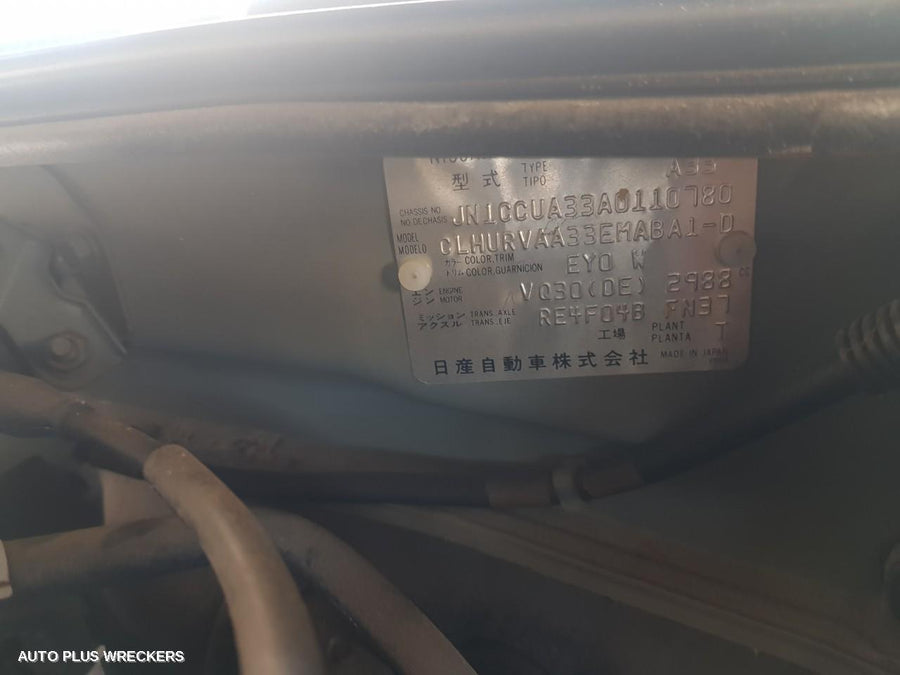 型式 TYPE TIPO A33
CHASSIS NO NO DECHASIS JN1CCUA33A0110780
MODEL MODELO CLHURVAA33EMABA1-D
カラー トリム COLOR,TRIM COLOR,GUARNICION EY0 W
エンジン ENGINE MOTOR VQ30(DE) 2988 CC
ミッション アクスル TRANS. AXLE TRANS. EJE RE4F04B FN37
工場 PLANT PLANTA T
日産自動車株式会社 MADE IN JAPAN
AUTO PLUS WRECKERS